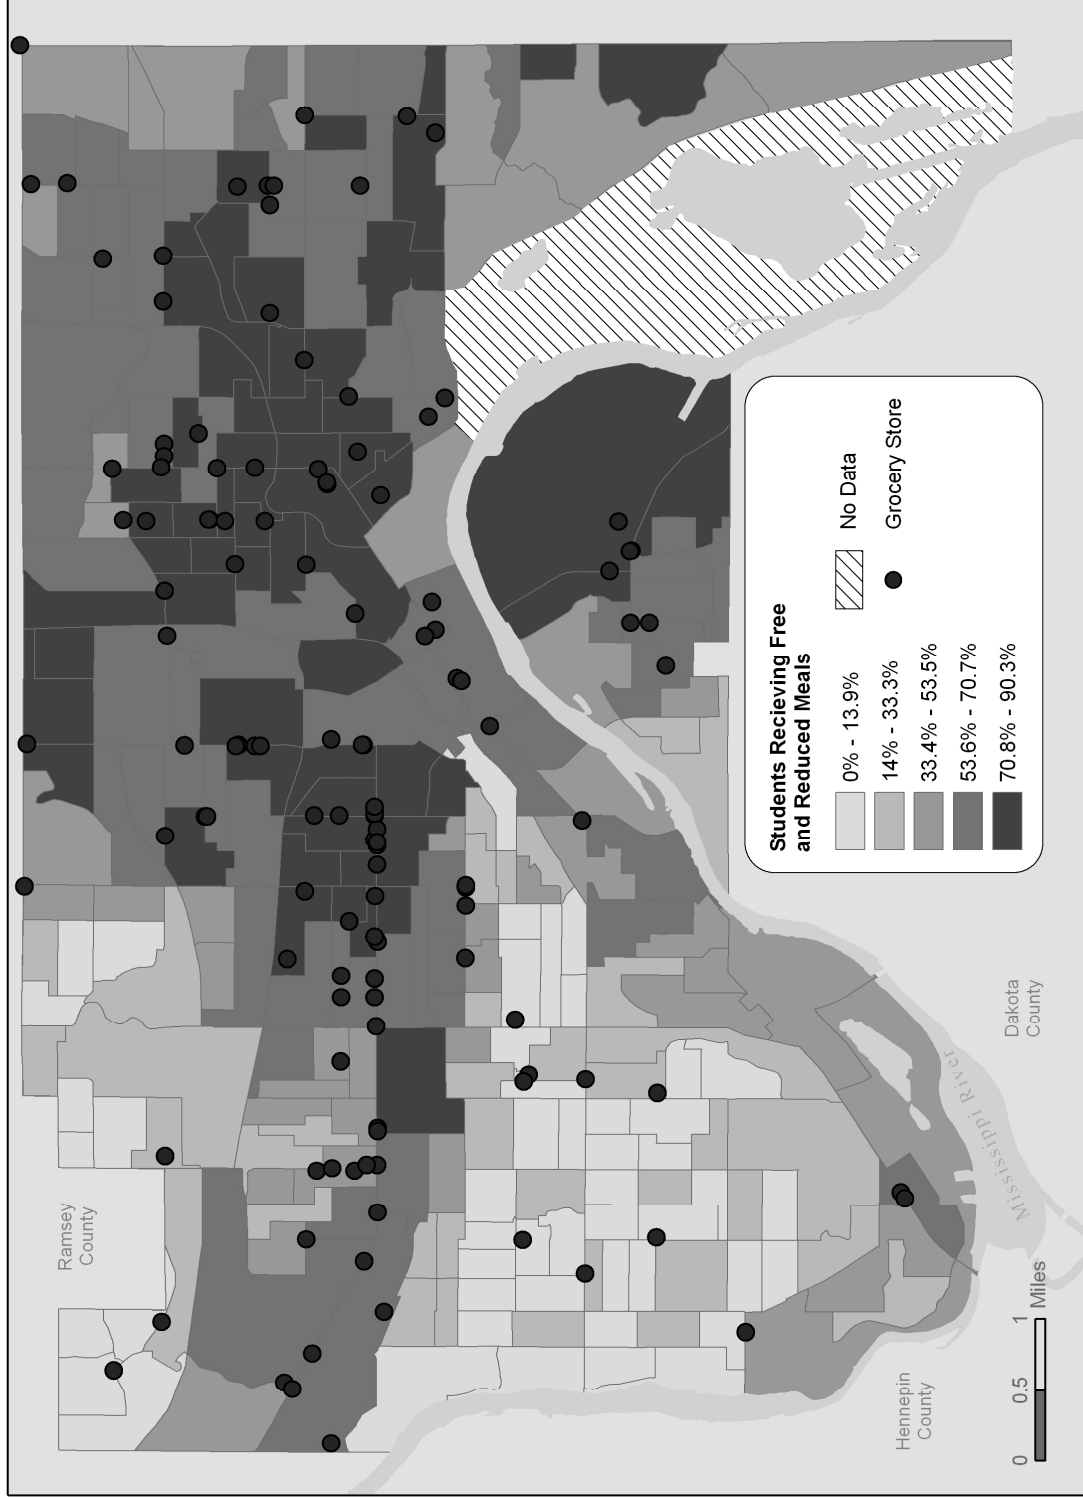 Ramsey
County
Hennepin
County
Dakota
County
Mississippi River
0 0.5 1
Miles
Students Recieving Free
and Reduced Meals
0% - 13.9%
14% - 33.3%
33.4% - 53.5%
53.6% - 70.7%
70.8% - 90.3%
No Data
Grocery Store